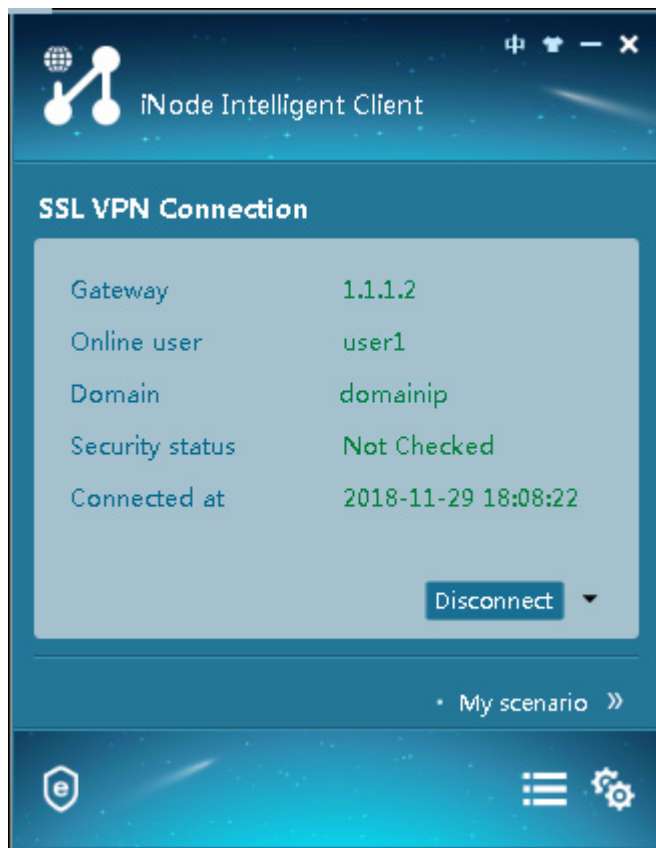 中
iNode Intelligent Client
SSL VPN Connection
Gateway 1.1.1.2
Online user user1
Domain domainip
Security status Not Checked
Connected at 2018-11-29 18:08:22
Disconnect
• My scenario »
e